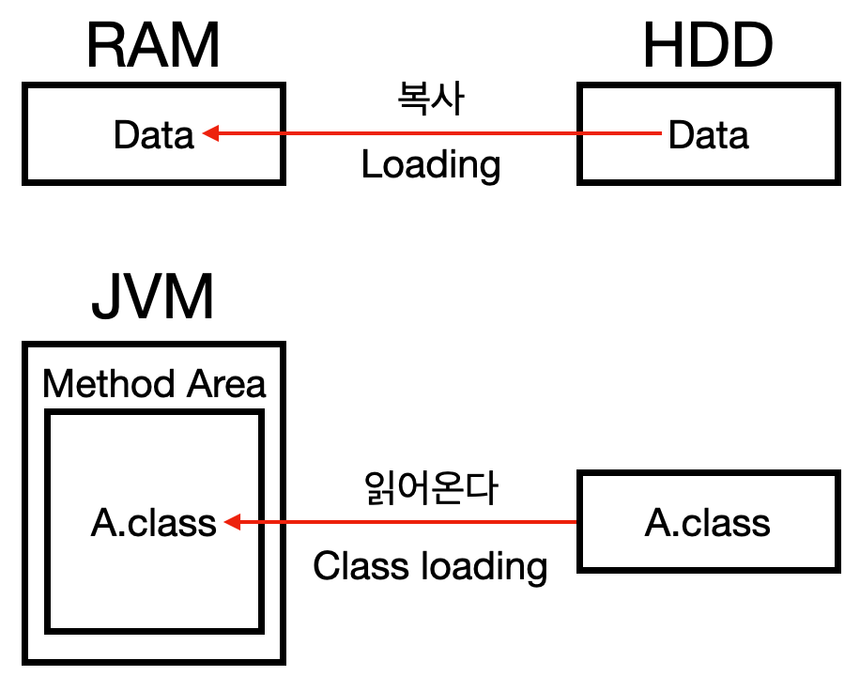 RAM
HDD
Data
복사
Loading
Data
JVM
Method Area
A.class
읽어온다
Class loading
A.class